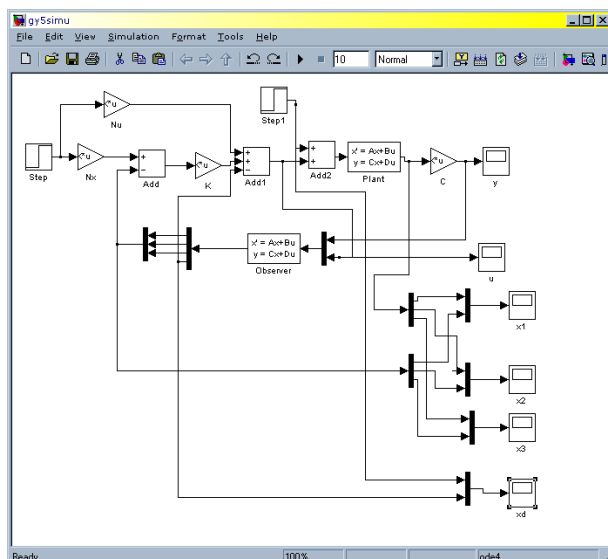 gy5simu
File Edit View Simulation Format Tools Help
10 Normal
Nu
Step1
Step
Nx
Add
K
Add1
Add2
x' = Ax+Bu
y = Cx+Du
Plant
C
y
x' = Ax+Bu
y = Cx+Du
Observer
u
x1
x2
x3
xd
Ready 100% ode4